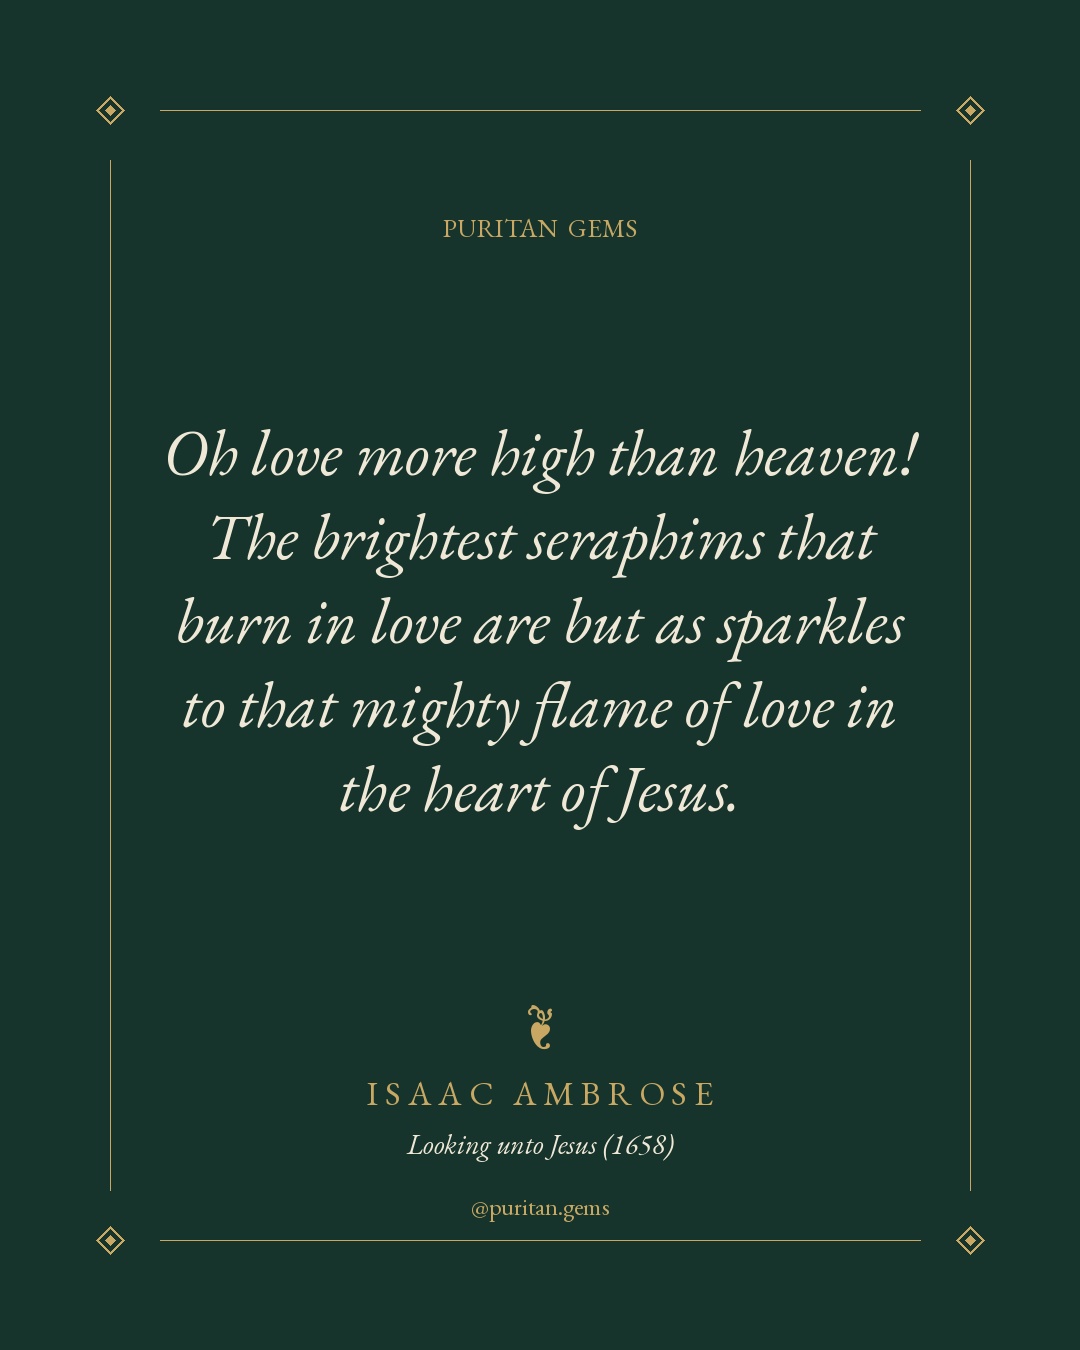 PURITAN GEMS
Oh love more high than heaven!
The brightest seraphims that
burn in love are but as sparkles
to that mighty flame of love in
the heart of Jesus.
ISAAC AMBROSE
Looking unto Jesus (1658)
@puritan.gems